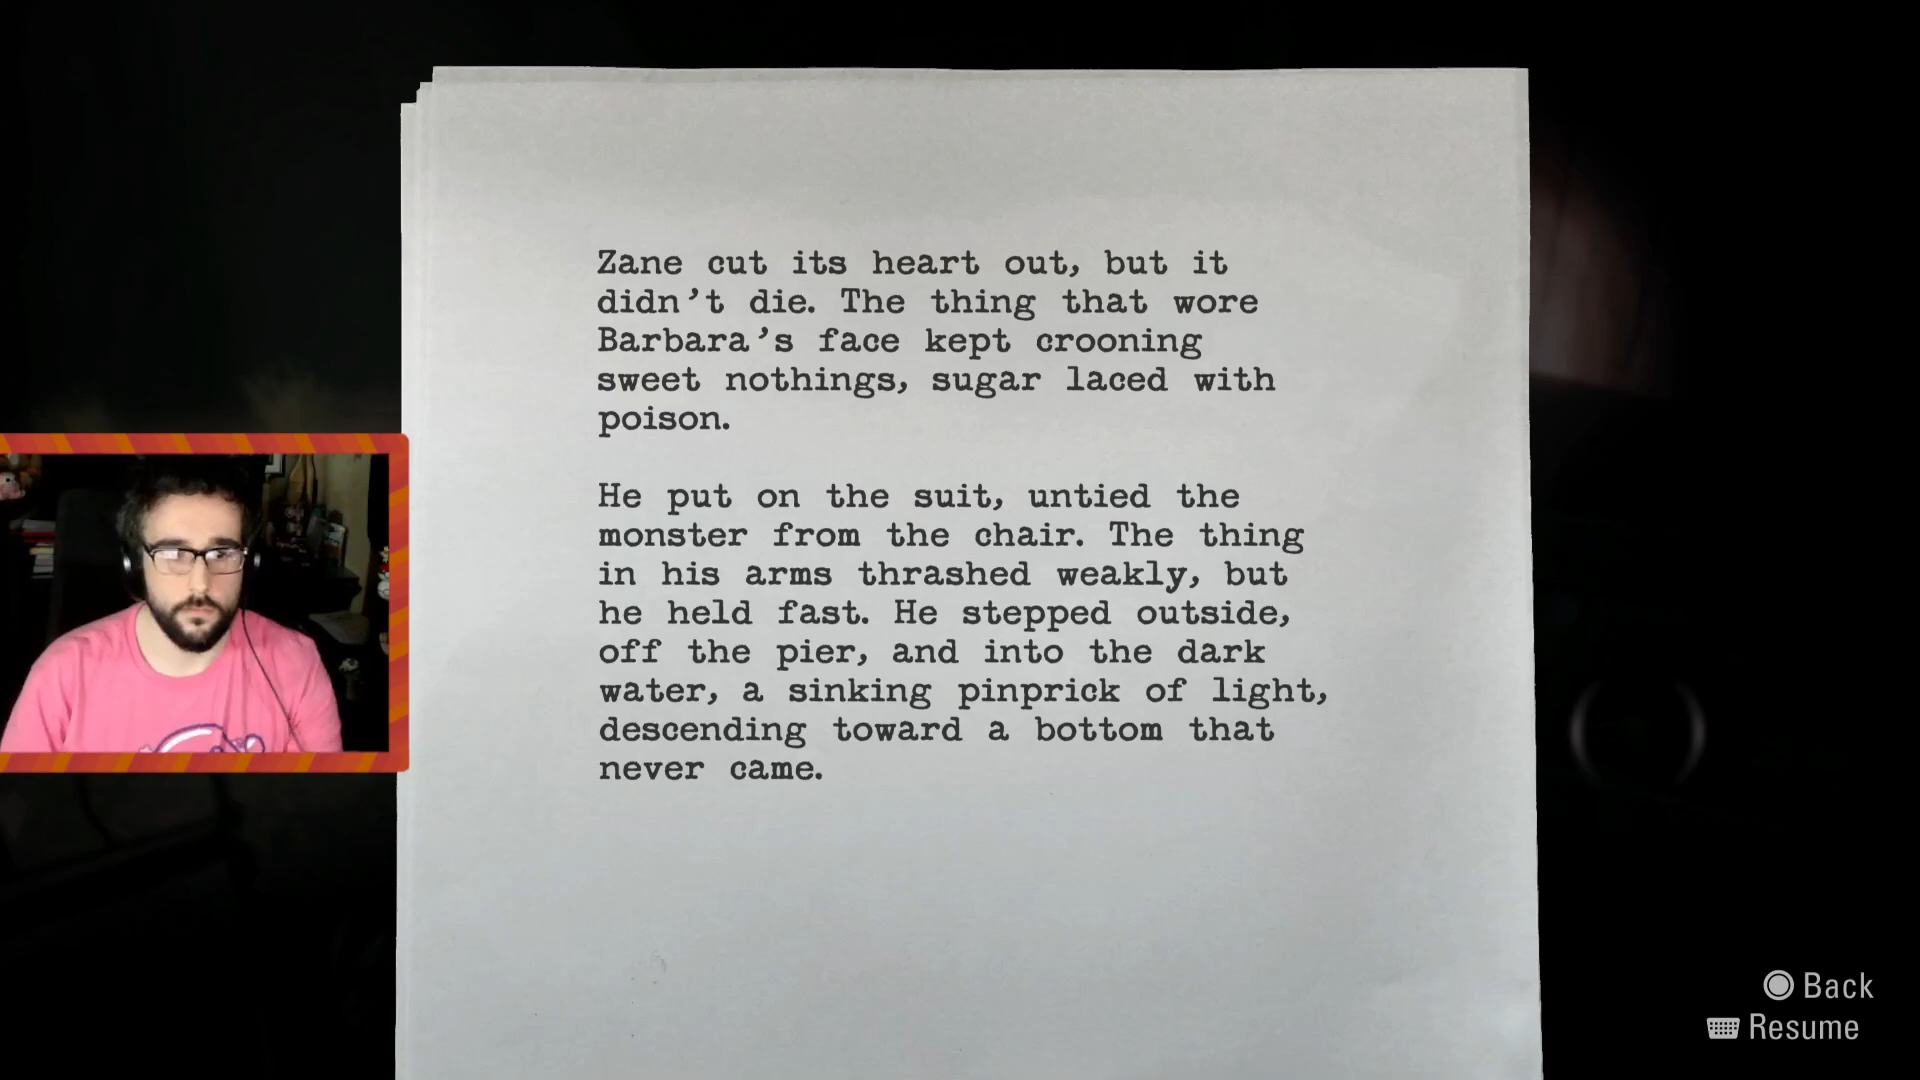 Zane cut its heart out, but it
didn't die. The thing that wore
Barbara's face kept crooning
sweet nothings, sugar laced with
poison.
He put on the suit, untied the
monster from the chair. The thing
in his arms thrashed weakly, but
he held fast. He stepped outside,
off the pier, and into the dark
water, a sinking pinprick of light,
descending toward a bottom that
never came.
Back
Resume